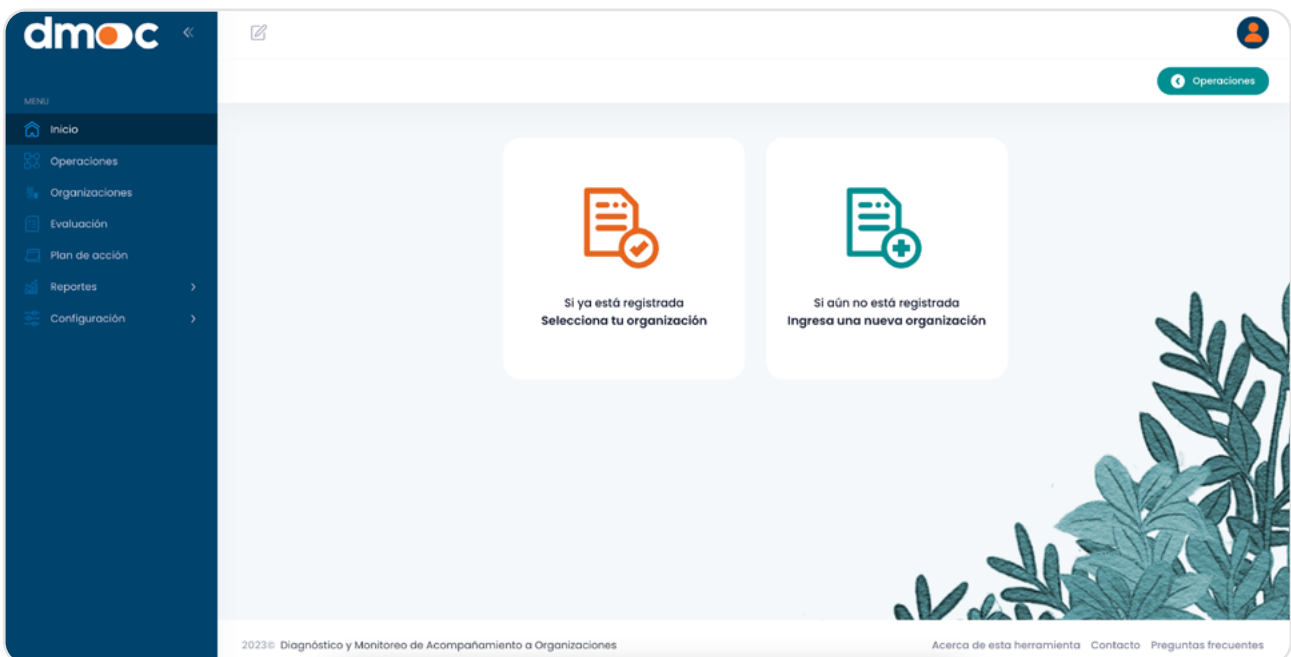 dmoc
Operaciones
MENU
Inicio
Operaciones
Organizaciones
Evaluación
Plan de acción
Reportes
Configuración
Si ya está registrada
Selecciona tu organización
Si aún no está registrada
Ingresa una nueva organización
2023© Diagnóstico y Monitoreo de Acompañamiento a Organizaciones
Acerca de esta herramienta Contacto Preguntas frecuentes